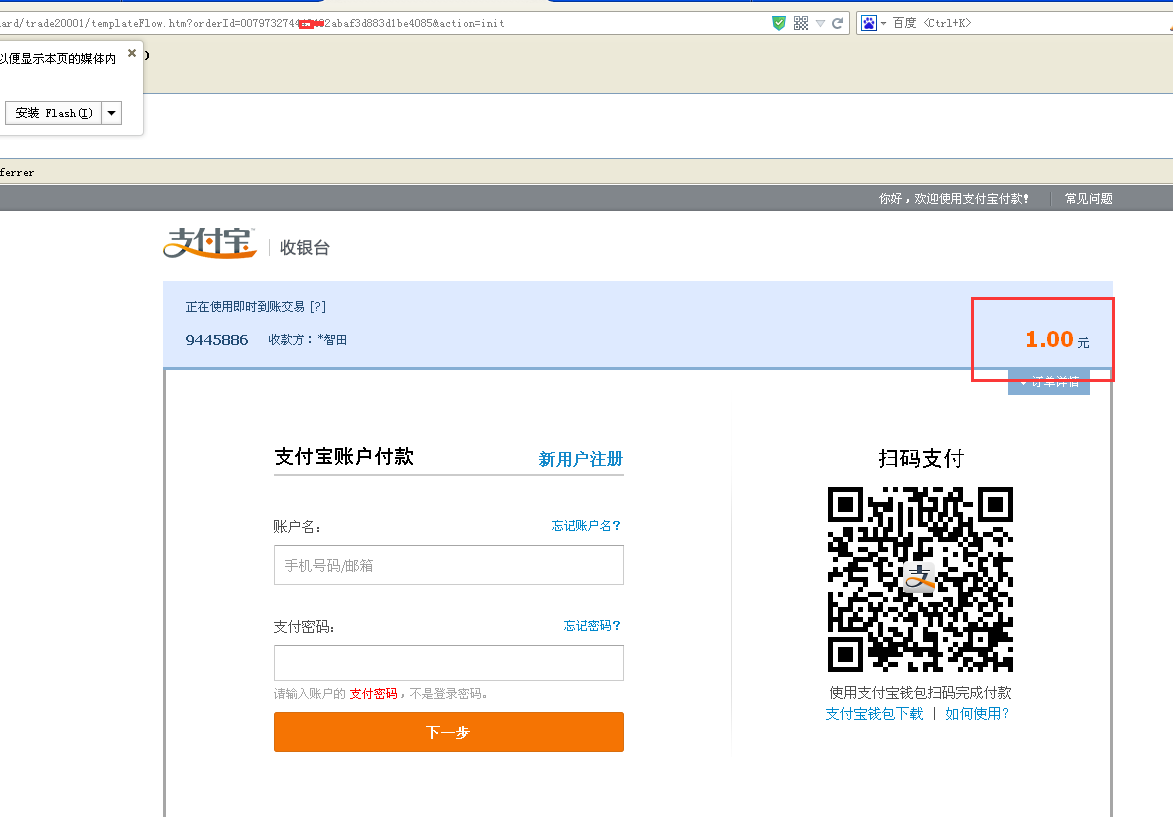 ard/trade20001/templateFlow.htm?orderId=007973274
2abaf3d883d1be4085&action=init
百度 <Ctrl+K>
以便显示本页的媒体内
安装 Flash(I)
ferrer
你好，欢迎使用支付宝付款！
常见问题
支付宝 收银台
正在使用即时到账交易 [?]
9445886 收款方：*智田
1.00 元
订单详情
支付宝账户付款 新用户注册
扫码支付
账户名： 忘记账户名？
手机号码/邮箱
支
支付密码： 忘记密码？
请输入账户的 支付密码，不是登录密码。
使用支付宝钱包扫码完成付款
支付宝钱包下载 | 如何使用？
下一步